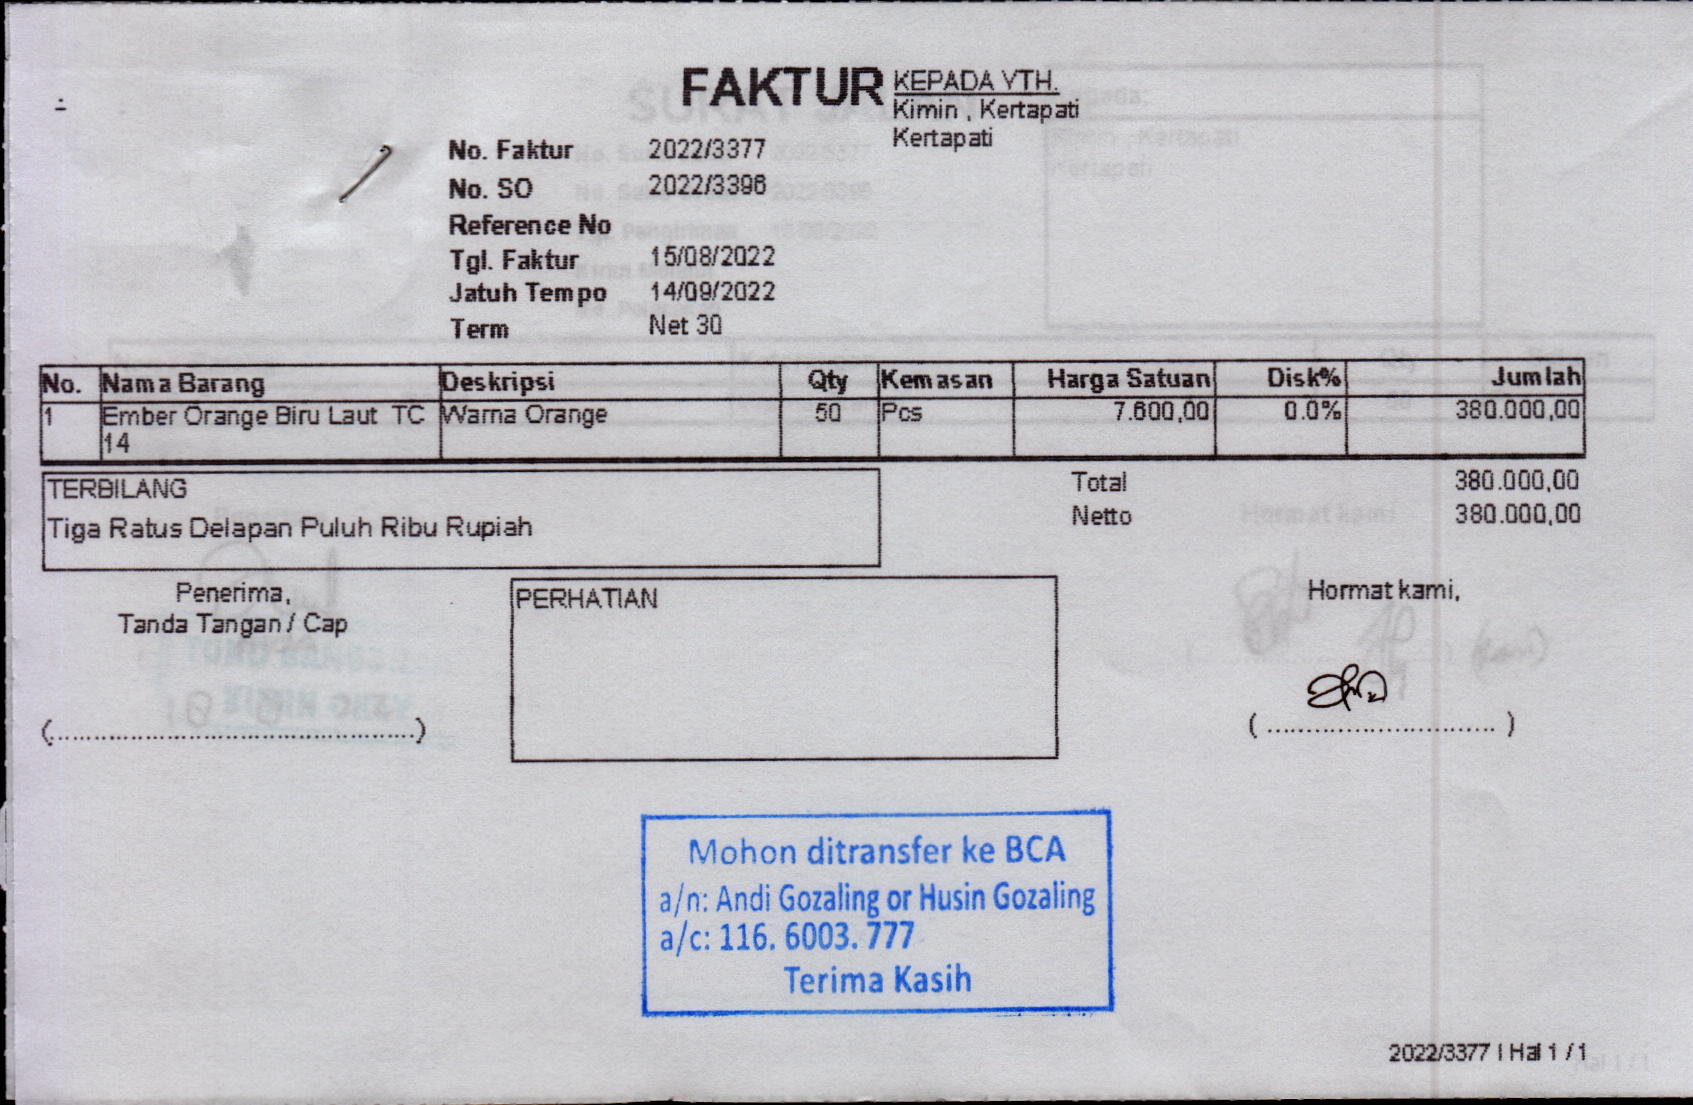 FAKTUR
KEPADA YTH.
Kimin , Kertapati
Kertapati
No. Faktur 2022/3377
No. SO 2022/3396
Reference No
Tgl. Faktur 15/08/2022
Jatuh Tempo 14/09/2022
Term Net 30
No. Nama Barang Deskripsi Qty Kemasan Harga Satuan Disk% Jumlah
1 Ember Orange Biru Laut TC Warna Orange 50 Pcs 7.600,00 0.0% 380.000,00
14
TERBILANG
Tiga Ratus Delapan Puluh Ribu Rupiah
Total 380.000,00
Netto 380.000,00
Penerima,
Tanda Tangan / Cap
(................................................)
PERHATIAN
Hormat kami,
( ............................. )
Mohon ditransfer ke BCA
a/n: Andi Gozaling or Husin Gozaling
a/c: 116. 6003. 777
Terima Kasih
2022/3377 | Hal 1 / 1